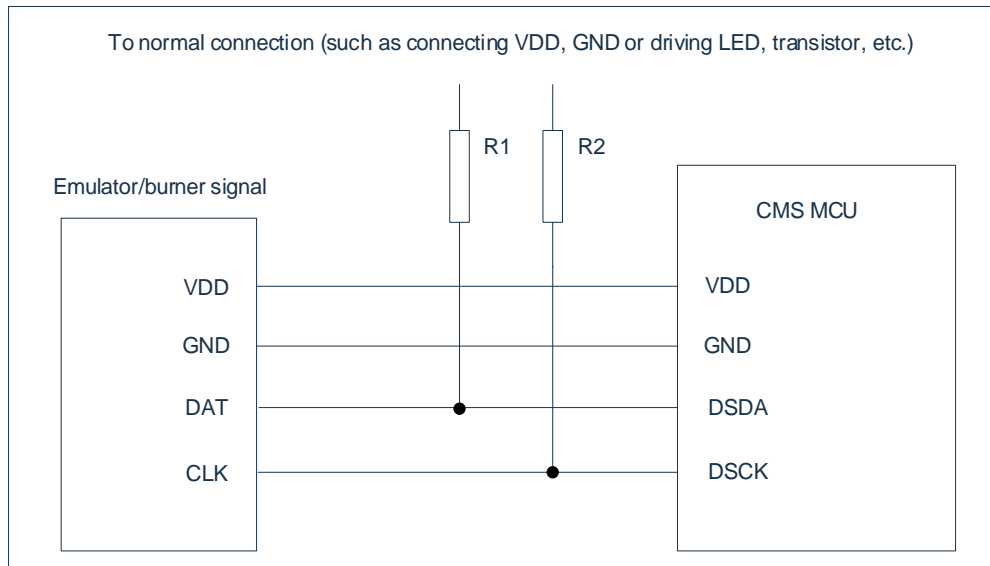 To normal connection (such as connecting VDD, GND or driving LED, transistor, etc.)
R1
R2
Emulator/burner signal
CMS MCU
VDD
VDD
GND
GND
DAT
DSDA
CLK
DSCK